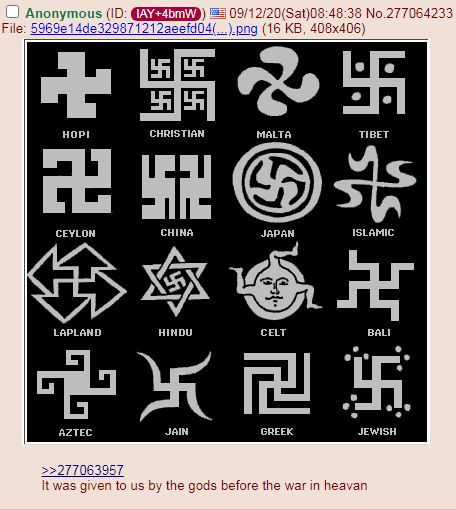 Anonymous (ID: IAY+4bmW) 09/12/20(Sat)08:48:38 No.277064233
File: 5969e14de329871212aeefd04(...).png (16 KB, 408x406)
HOPI CHRISTIAN MALTA TIBET
CEYLON CHINA JAPAN ISLAMIC
LAPLAND HINDU CELT BALI
AZTEC JAIN GREEK JEWISH
>>277063957
It was given to us by the gods before the war in heavan